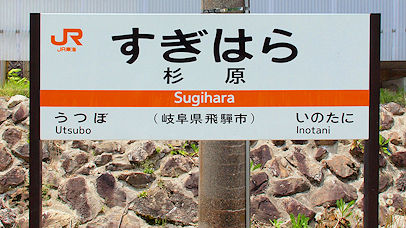 JR
JR東海
すぎはら
杉原
Sugihara
うつぼ (岐阜県飛騨市) いのたに
Utsubo Inotani